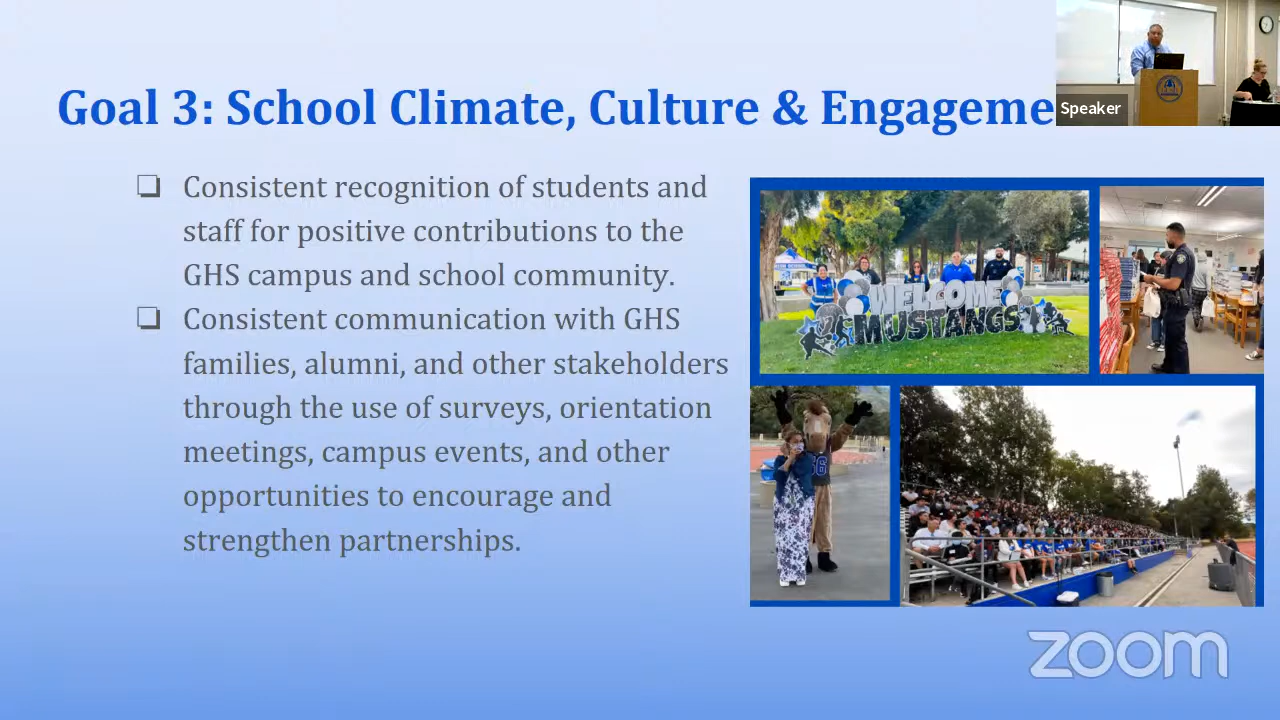 Goal 3: School Climate, Culture & Engageme
Speaker
Consistent recognition of students and
staff for positive contributions to the
GHS campus and school community.
Consistent communication with GHS
families, alumni, and other stakeholders
through the use of surveys, orientation
meetings, campus events, and other
opportunities to encourage and
strengthen partnerships.
WELCOME
MUSTANGS
zoom